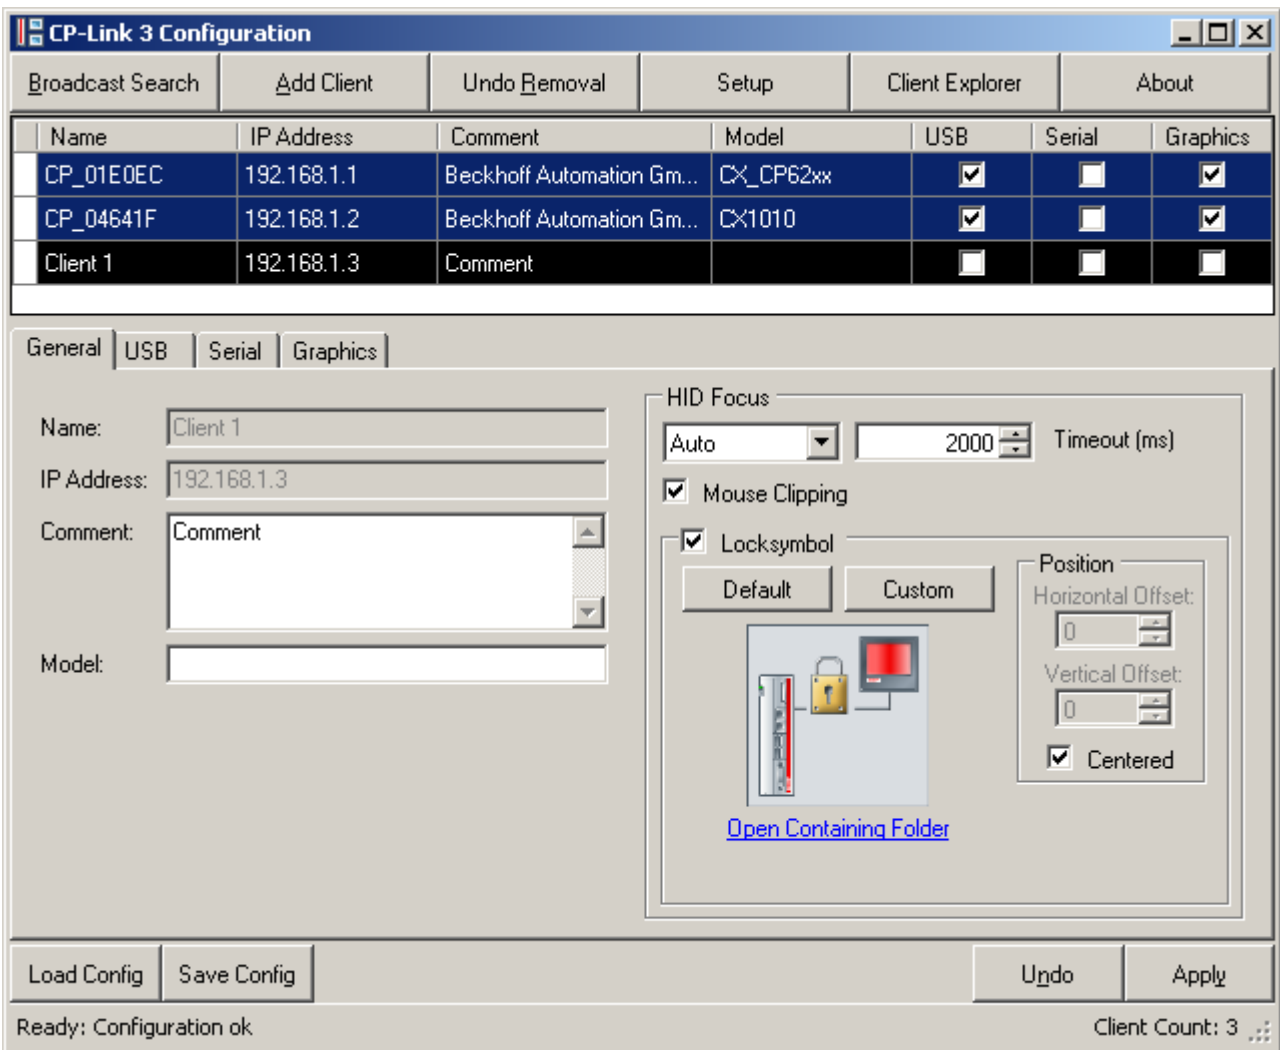 CP-Link 3 Configuration
Broadcast Search Add Client Undo Removal Setup Client Explorer About
Name IP Address Comment Model USB Serial Graphics
CP_01E0EC 192.168.1.1 Beckhoff Automation Gm... CX_CP62xx
CP_04641F 192.168.1.2 Beckhoff Automation Gm... CX1010
Client 1 192.168.1.3 Comment
General USB Serial Graphics
HID Focus
Name: Client 1
Auto 2000 Timeout (ms)
IP Address: 192.168.1.3
Mouse Clipping
Comment: Comment
Locksymbol
Position
Default Custom
Horizontal Offset:
0
Model:
Vertical Offset:
0
Centered
Open Containing Folder
Load Config Save Config Undo Apply
Ready: Configuration ok Client Count: 3